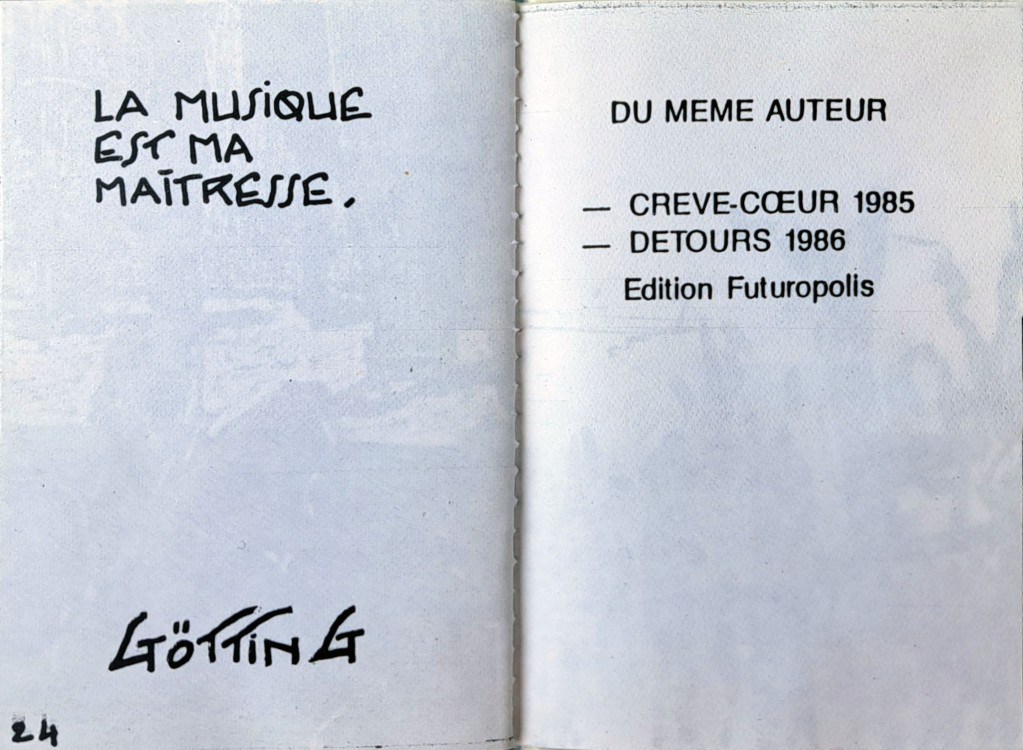 LA MUSIQUE
EST MA
MAÎTRESSE.
GÖTTING
24
DU MEME AUTEUR
— CREVE-CŒUR 1985
— DETOURS 1986
Edition Futuropolis